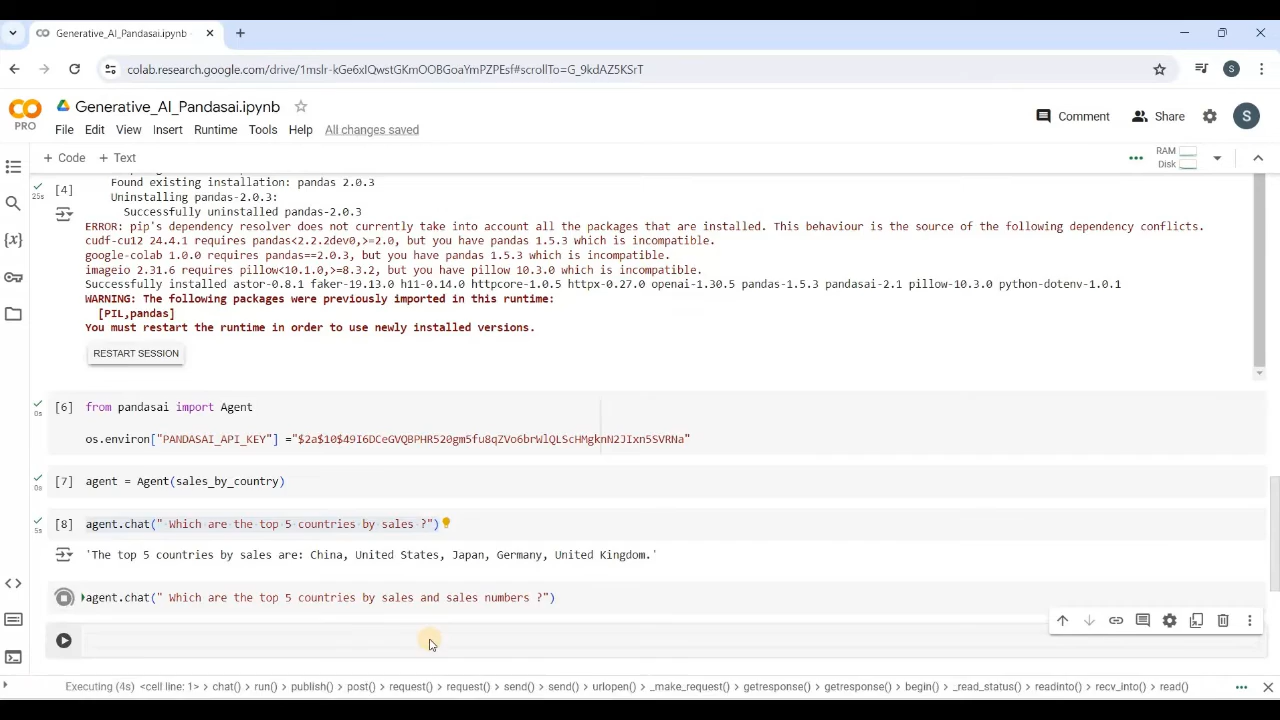 Generative_AI_Pandasai.ipynb
colab.research.google.com/drive/1mslr-kGe6xIQwstGKmOOBGoaYmPZPEsf#scrollTo=G_9kdAZ5KSrT
S
Generative_AI_Pandasai.ipynb
PRO
File Edit View Insert Runtime Tools Help All changes saved
Comment Share S
+ Code + Text
RAM
Disk
[4]
25s
Found existing installation: pandas 2.0.3
Uninstalling pandas-2.0.3:
Successfully uninstalled pandas-2.0.3
ERROR: pip's dependency resolver does not currently take into account all the packages that are installed. This behaviour is the source of the following dependency conflicts.
cudf-cu12 24.4.1 requires pandas<2.2.2dev0,>=2.0, but you have pandas 1.5.3 which is incompatible.
google-colab 1.0.0 requires pandas==2.0.3, but you have pandas 1.5.3 which is incompatible.
imageio 2.31.6 requires pillow<10.1.0,>=8.3.2, but you have pillow 10.3.0 which is incompatible.
Successfully installed astor-0.8.1 faker-19.13.0 h11-0.14.0 httpcore-1.0.5 httpx-0.27.0 openai-1.30.5 pandas-1.5.3 pandasai-2.1 pillow-10.3.0 python-dotenv-1.0.1
WARNING: The following packages were previously imported in this runtime:
[PIL,pandas]
You must restart the runtime in order to use newly installed versions.
RESTART SESSION
[6] from pandasai import Agent
0s
os.environ["PANDASAI_API_KEY"] ="$2a$10$49I6DCeGVQBPHR520gm5fu8qZVo6brWlQLScHMgknN2JIxn5SVRNa"
[7] agent = Agent(sales_by_country)
0s
[8] agent.chat(" Which are the top 5 countries by sales ?")
5s
'The top 5 countries by sales are: China, United States, Japan, Germany, United Kingdom.'
agent.chat(" Which are the top 5 countries by sales and sales numbers ?")
Executing (4s) <cell line: 1> > chat() > run() > publish() > post() > request() > request() > send() > send() > urlopen() > _make_request() > getresponse() > getresponse() > begin() > _read_status() > readinto() > recv_into() > read()